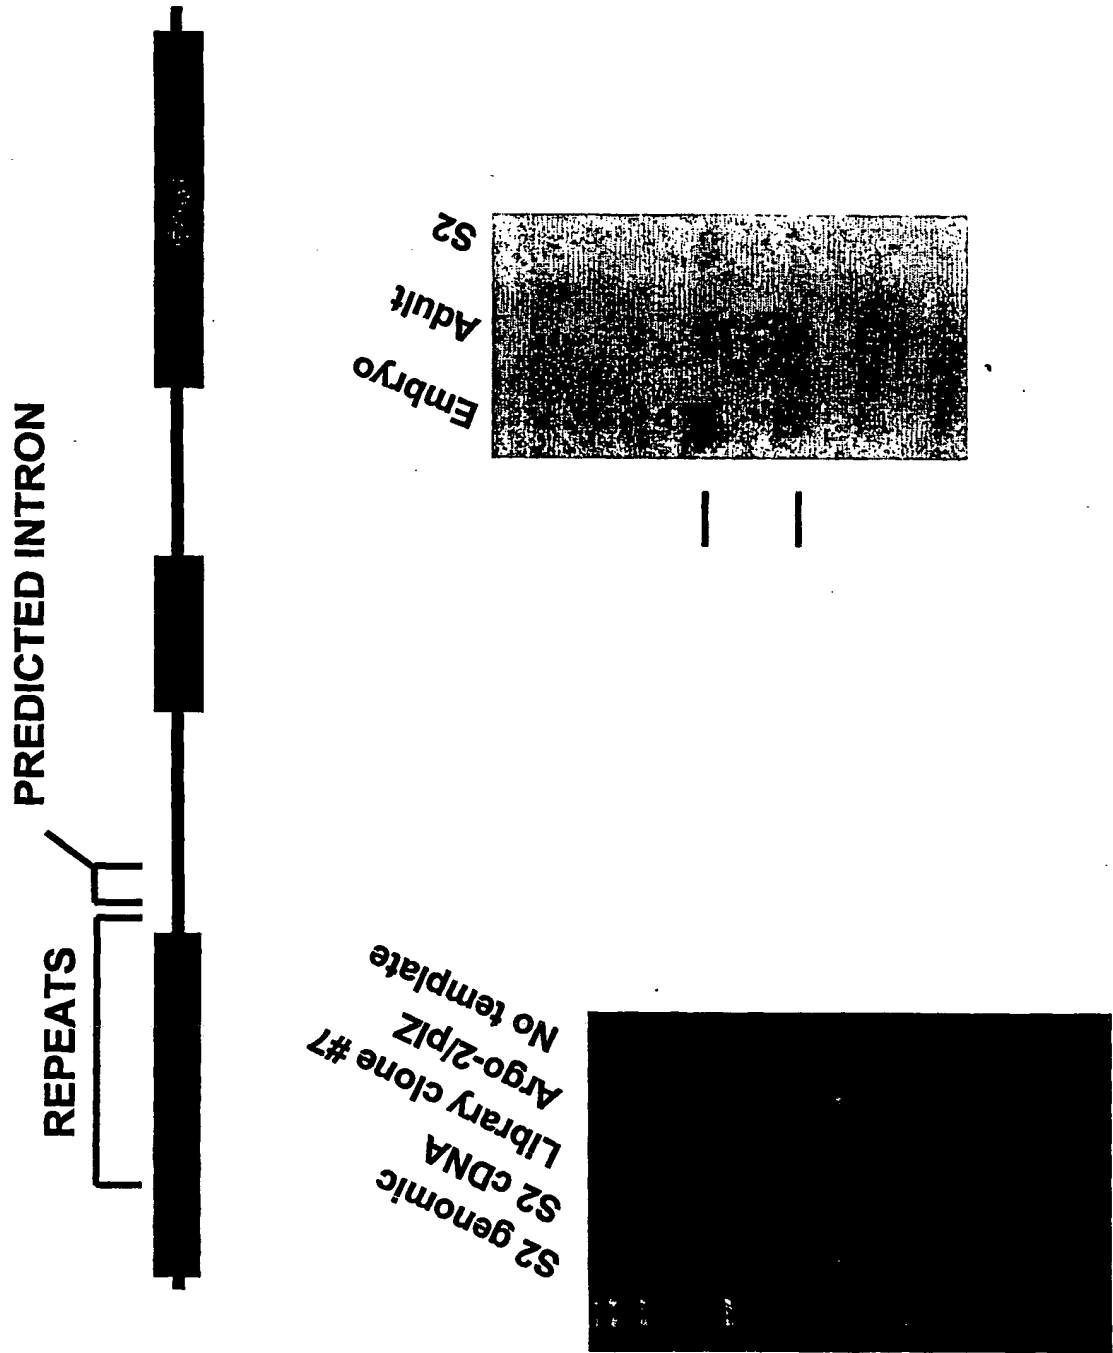 REPEATS
PREDICTED INTRON
S2 genomic
S2 cDNA
Library clone #7
Argo-2/pIZ
No template
Embryo
Adult
S2